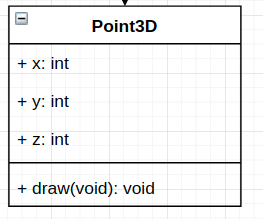 Point3D
+ x: int
+ y: int
+ z: int
+ draw(void): void